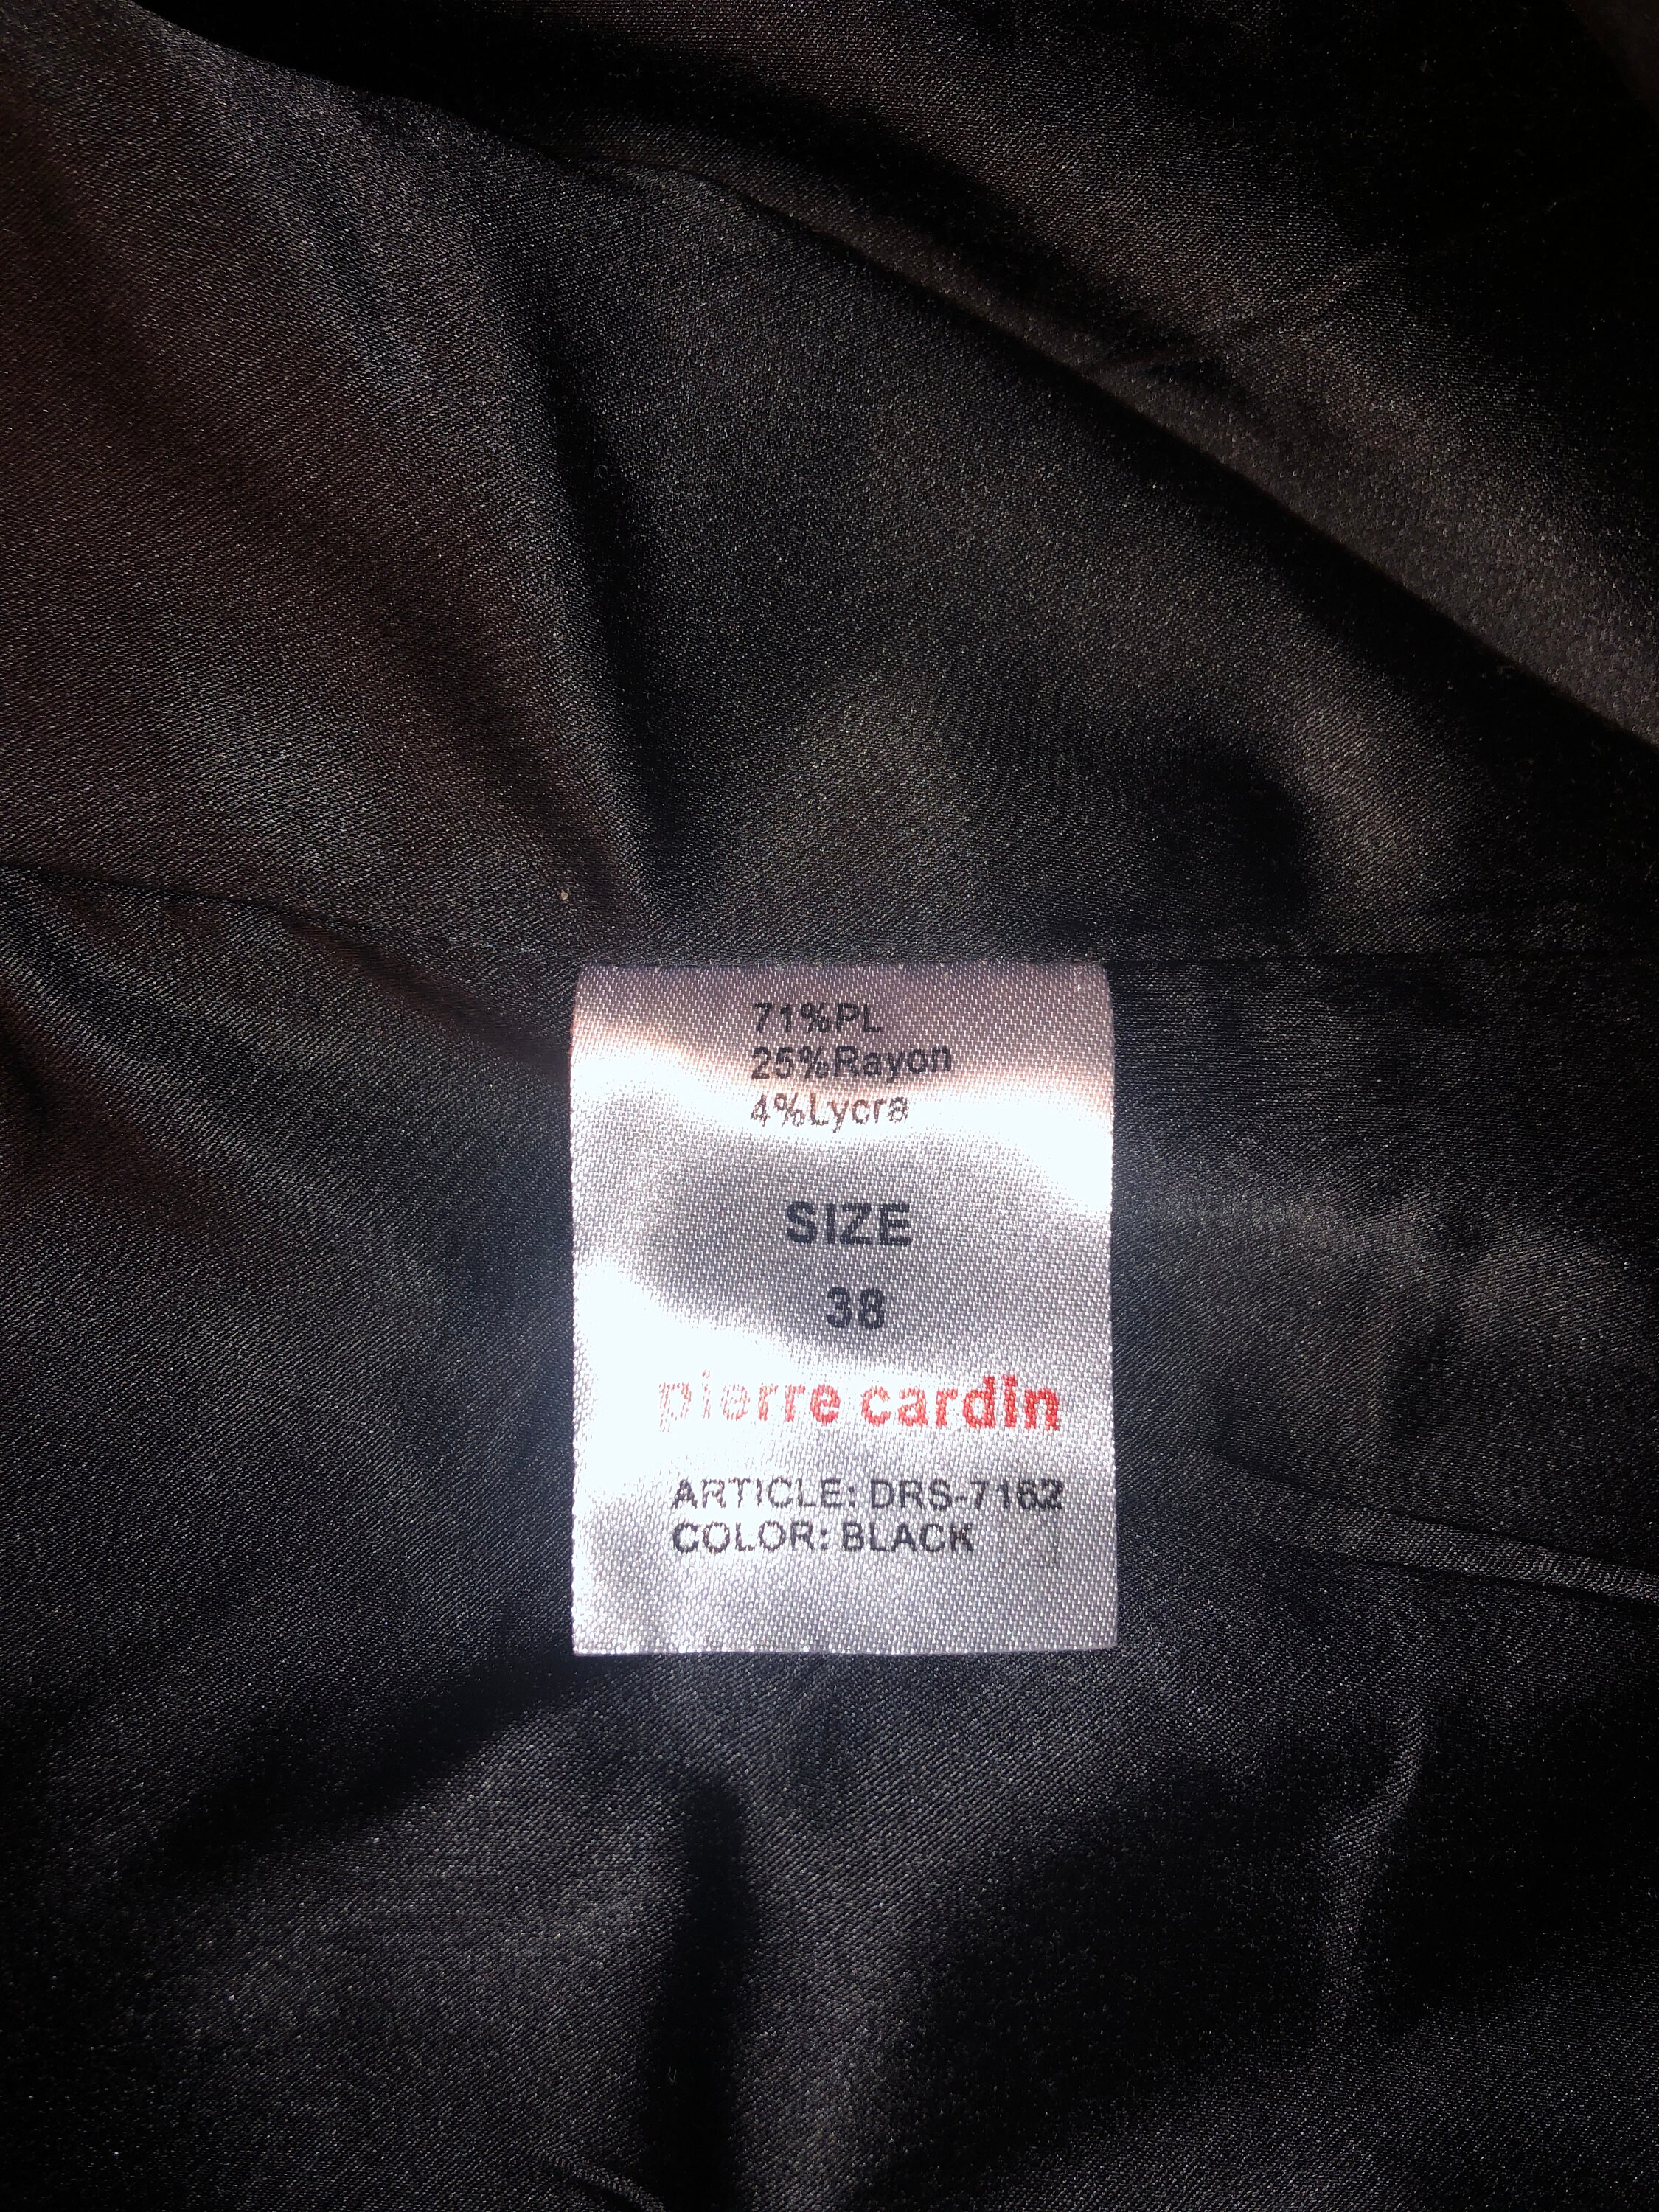 71%PL
25%Rayon
4%Lycra
SIZE
38
pierre cardin
ARTICLE: DRS-7162
COLOR: BLACK